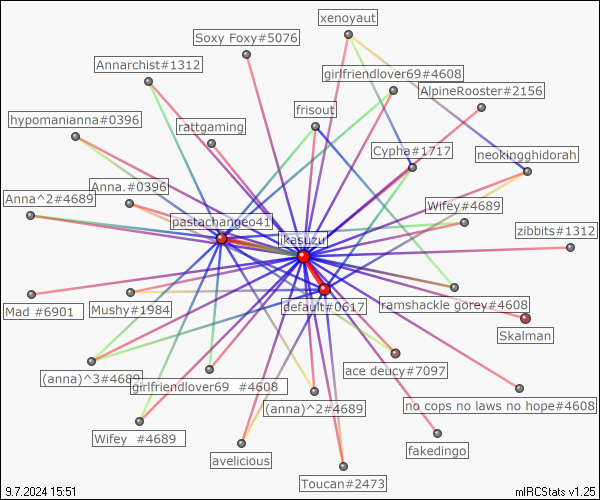 xenoyaut
Soxy Foxy#5076
Annarchist#1312
girlfriendlover69#4608
AlpineRooster#2156
frisout
hypomanianna#0396
rattgaming
Cypha#1717
neokingghidorah
Anna.#0396
Anna^2#4689
Wifey#4689
pastachangeo41
zibbits#1312
ikasuzu
Mad #6901
Mushy#1984
default#0617
ramshackle gorey#4608
Skalman
ace deucy#7097
(anna)^3#4689
girlfriendlover69 #4608
(anna)^2#4689
no cops no laws no hope#4608
Wifey #4689
fakedingo
avelicious
Toucan#2473
9.7.2024 15:51
mIRCStats v1.25